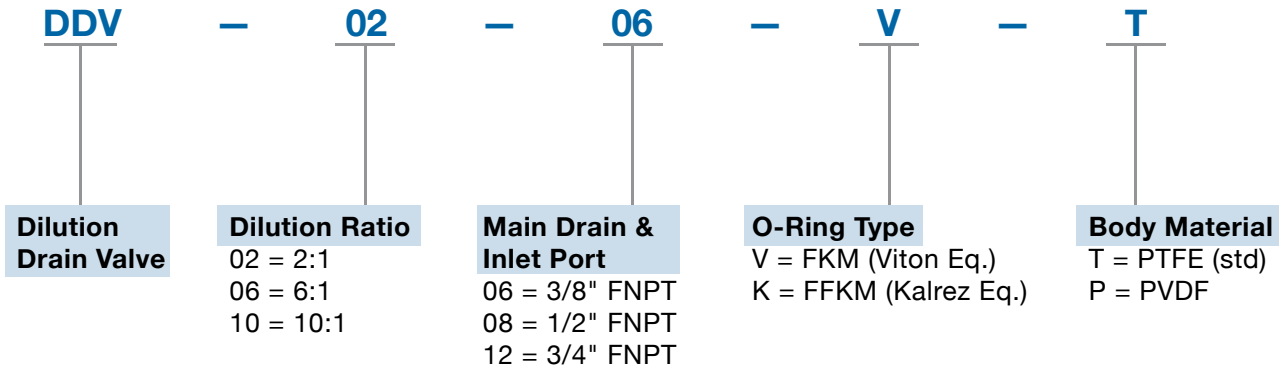 DDV — 02 — 06 — V — T
Dilution
Drain Valve
Dilution Ratio
02 = 2:1
06 = 6:1
10 = 10:1
Main Drain &
Inlet Port
06 = 3/8" FNPT
08 = 1/2" FNPT
12 = 3/4" FNPT
O-Ring Type
V = FKM (Viton Eq.)
K = FFKM (Kalrez Eq.)
Body Material
T = PTFE (std)
P = PVDF